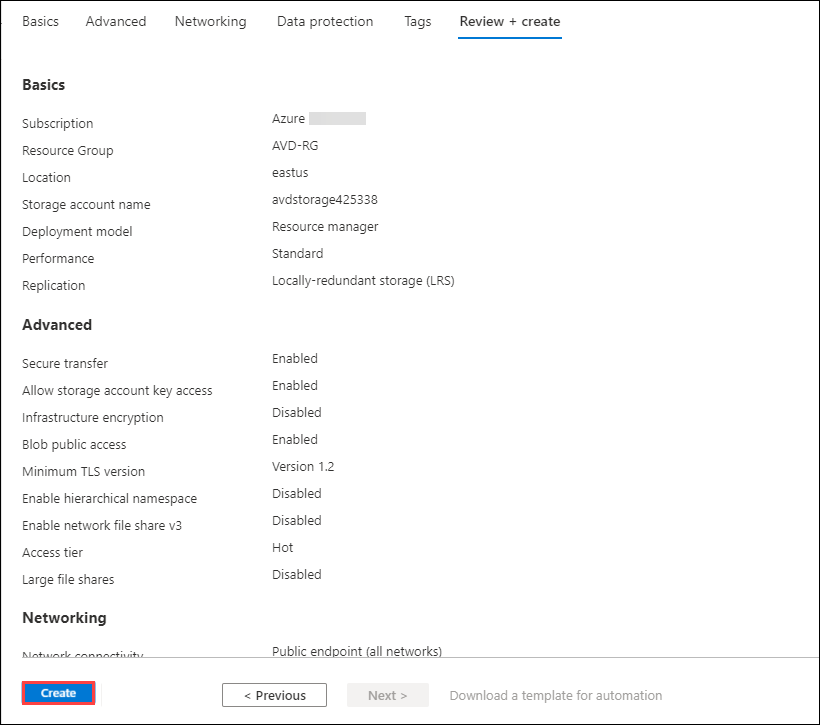 Basics Advanced Networking Data protection Tags Review + create
Basics
Subscription Azure
Resource Group AVD-RG
Location eastus
Storage account name avdstorage425338
Deployment model Resource manager
Performance Standard
Replication Locally-redundant storage (LRS)
Advanced
Secure transfer Enabled
Allow storage account key access Enabled
Infrastructure encryption Disabled
Blob public access Enabled
Minimum TLS version Version 1.2
Enable hierarchical namespace Disabled
Enable network file share v3 Disabled
Access tier Hot
Large file shares Disabled
Networking
Network connectivity Public endpoint (all networks)
Create < Previous Next > Download a template for automation